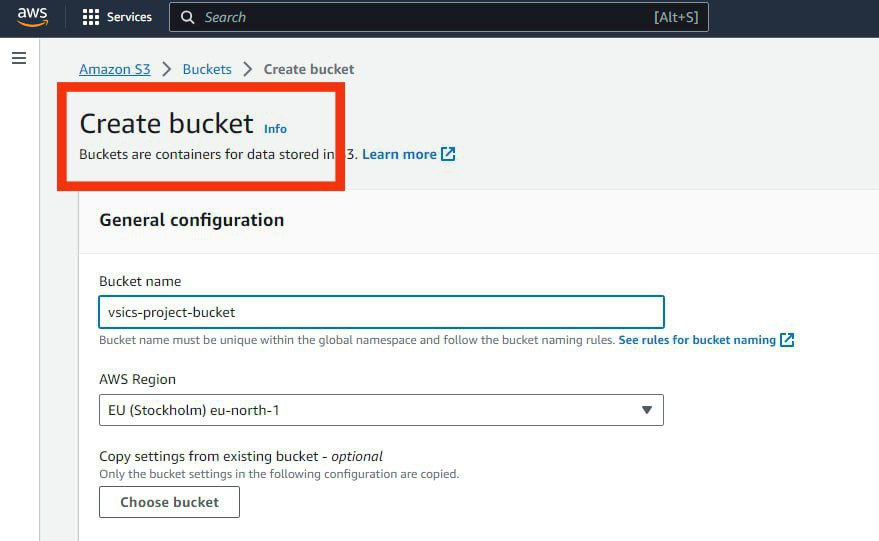 aws Services Search [Alt+S]
Amazon S3 Buckets Create bucket
Create bucket Info
Buckets are containers for data stored in 3. Learn more
General configuration
Bucket name
vsics-project-bucket
Bucket name must be unique within the global namespace and follow the bucket naming rules. See rules for bucket naming
AWS Region
EU (Stockholm) eu-north-1
Copy settings from existing bucket - optional
Only the bucket settings in the following configuration are copied.
Choose bucket